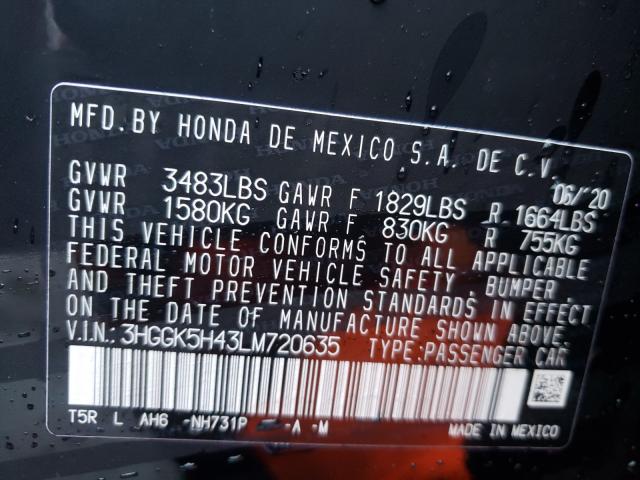 MFD. BY HONDA DE MEXICO S.A. DE C.V. 06/'20
GVWR 3483LBS GAWR F 1829LBS R 1664LBS
GVWR 1580KG GAWR F 830KG R 755KG
THIS VEHICLE CONFORMS TO ALL APPLICABLE
FEDERAL MOTOR VEHICLE SAFETY, BUMPER,
AND THEFT PREVENTION STANDARDS IN EFFECT
ON THE DATE OF MANUFACTURE SHOWN ABOVE.
V.I.N.: 3HGGK5H43LM720635 TYPE:PASSENGER CAR
T5R L AH6 -NH731P - -A -M
MADE IN MEXICO